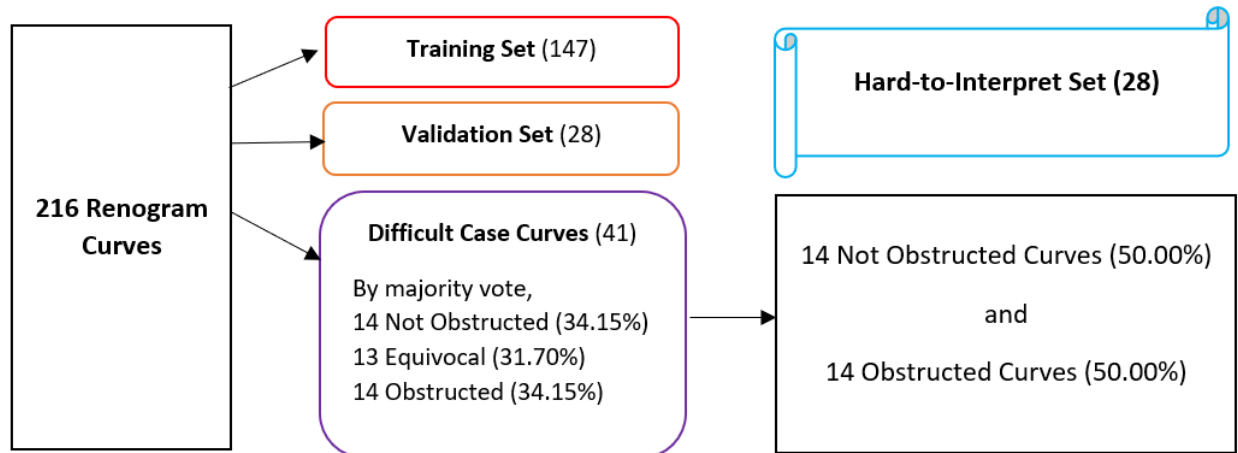 216 Renogram
Curves
Training Set (147)
Validation Set (28)
Difficult Case Curves (41)
By majority vote,
14 Not Obstructed (34.15%)
13 Equivocal (31.70%)
14 Obstructed (34.15%)
Hard-to-Interpret Set (28)
14 Not Obstructed Curves (50.00%)
and
14 Obstructed Curves (50.00%)